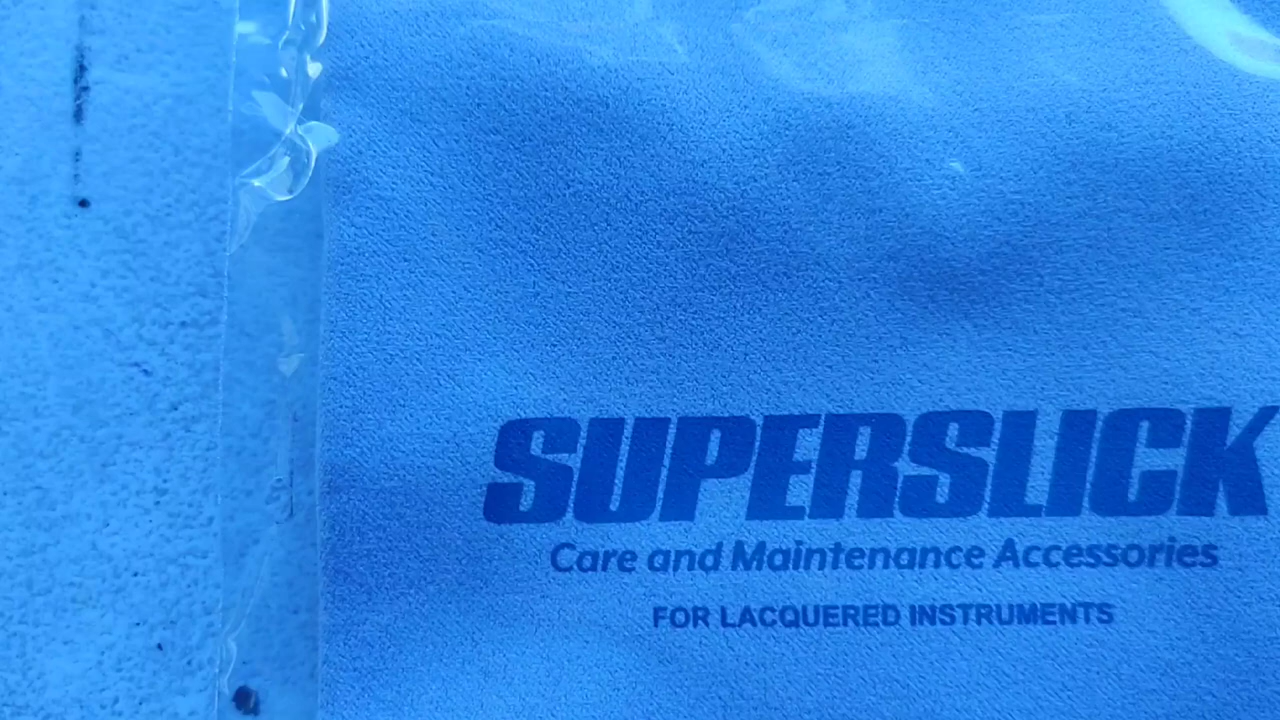 SUPERSLICK
Care and Maintenance Accessories
FOR LACQUERED INSTRUMENTS